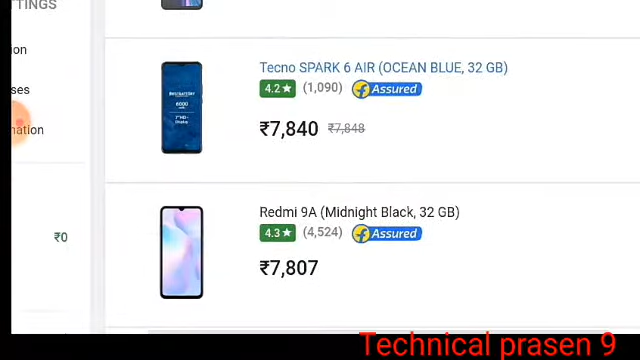 TTINGS
ion
ses
nation
₹0
Tecno SPARK 6 AIR (OCEAN BLUE, 32 GB)
4.2★ (1,090) Assured
₹7,840 ₹7,848
6000
Redmi 9A (Midnight Black, 32 GB)
4.3★ (4,524) Assured
₹7,807
Technical prasen 9